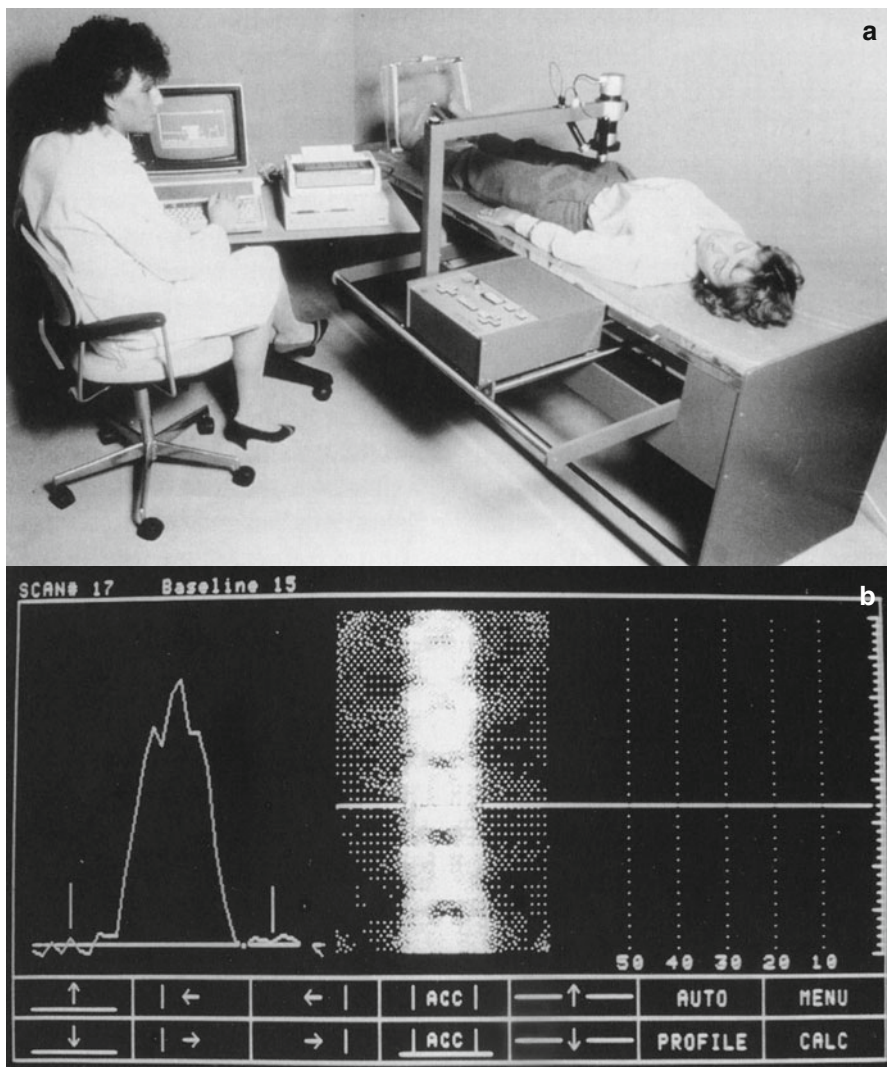 a
SCAN# 17 Baseline 15
b
50 40 30 20 10
↑ | ← ← | | ACC | —↑— AUTO MENU
↓ | → → | | ACC | —↓— PROFILE CALC